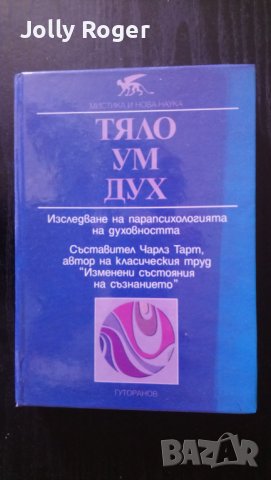 Jolly Roger
МИСТИКА И НОВА НАУКА
ТЯЛО
УМ
ДУХ
Изследване на парапсихологията
на духовността
Съставител Чарлз Тарт,
автор на класическия труд
"Изменени състояния
на съзнанието"
ГУТОРАНОВ
BAZAR